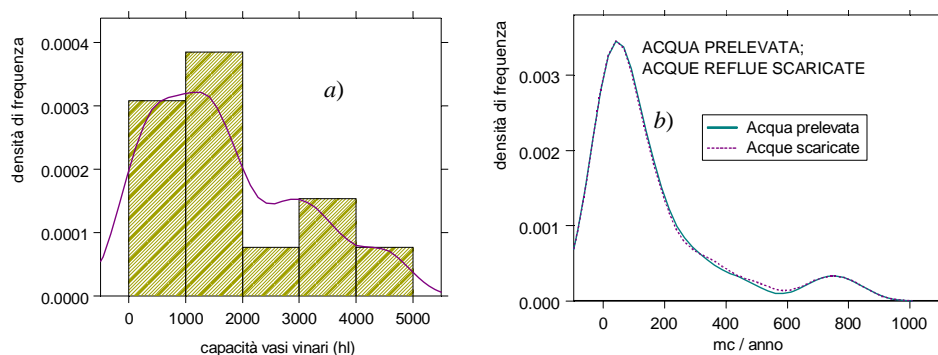 densità di frequenza
0.0004
0.0003
0.0002
0.0001
0.0000
a)
0 1000 2000 3000 4000 5000
capacità vasi vinari (hl)
densità di frequenza
0.003
0.002
0.001
0.000
ACQUA PRELEVATA;
ACQUE REFLUE SCARICATE
b)
Acqua prelevata
Acque scaricate
0 200 400 600 800 1000
mc / anno